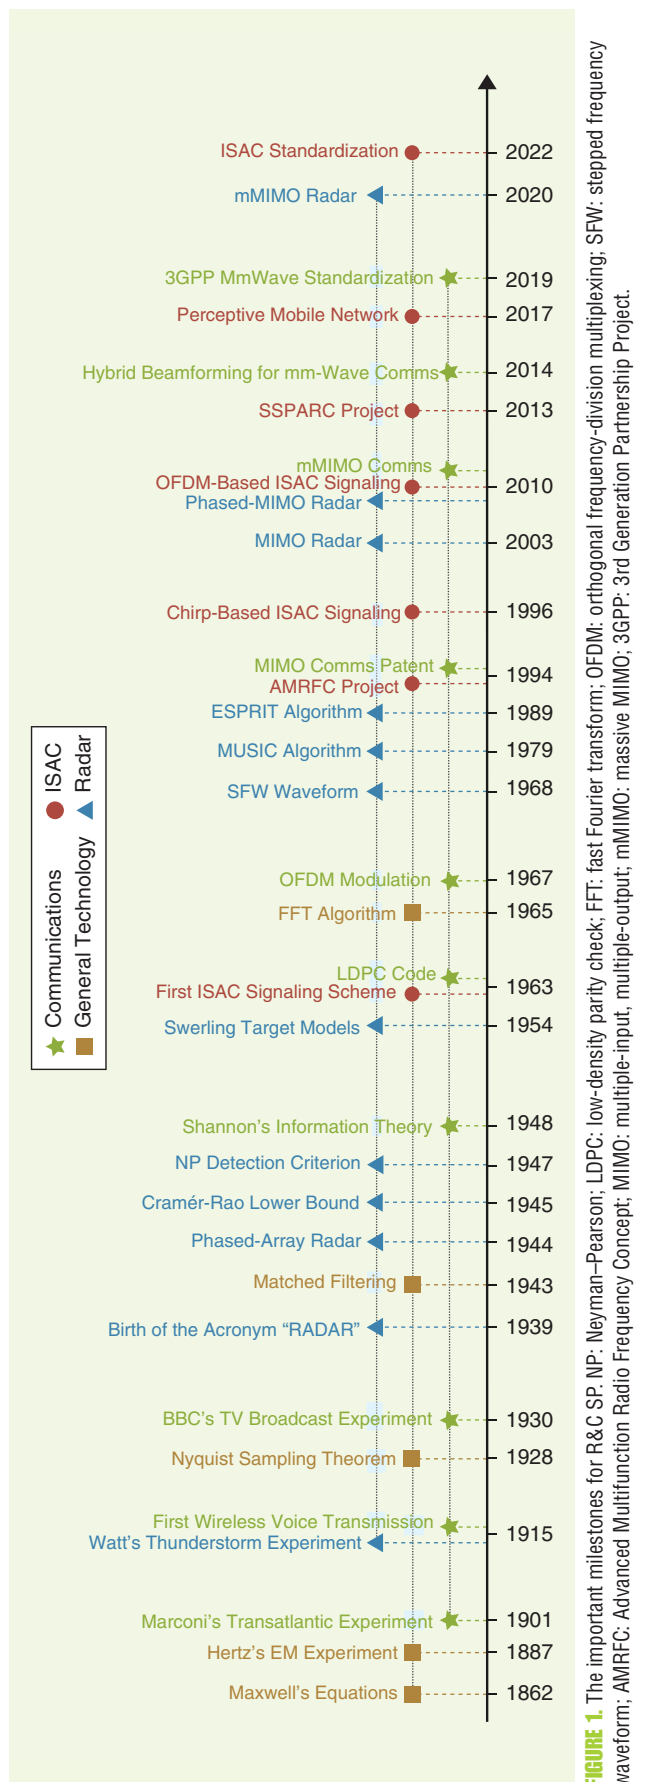 ISAC Standardization 2022
mMIMO Radar 2020
3GPP MmWave Standardization 2019
Perceptive Mobile Network 2017
Hybrid Beamforming for mm-Wave Comms 2014
SSPARC Project 2013
mMIMO Comms
OFDM-Based ISAC Signaling 2010
Phased-MIMO Radar
MIMO Radar 2003
Chirp-Based ISAC Signaling 1996
MIMO Comms Patent 1994
AMRFC Project
ESPRIT Algorithm 1989
MUSIC Algorithm 1979
SFW Waveform 1968
OFDM Modulation 1967
FFT Algorithm 1965
LDPC Code 1963
First ISAC Signaling Scheme
Swerling Target Models 1954
Shannon's Information Theory 1948
NP Detection Criterion 1947
Cramér-Rao Lower Bound 1945
Phased-Array Radar 1944
Matched Filtering 1943
Birth of the Acronym “RADAR” 1939
BBC's TV Broadcast Experiment 1930
Nyquist Sampling Theorem 1928
First Wireless Voice Transmission 1915
Watt's Thunderstorm Experiment
Marconi's Transatlantic Experiment 1901
Hertz's EM Experiment 1887
Maxwell's Equations 1862
Communications ISAC
General Technology Radar
FIGURE 1. The important milestones for R&C SP. NP: Neyman–Pearson; LDPC: low-density parity check; FFT: fast Fourier transform; OFDM: orthogonal frequency-division multiplexing; SFW: stepped frequency
waveform; AMRFC: Advanced Multifunction Radio Frequency Concept; MIMO: multiple-input, multiple-output; mMIMO: massive MIMO; 3GPP: 3rd Generation Partnership Project.